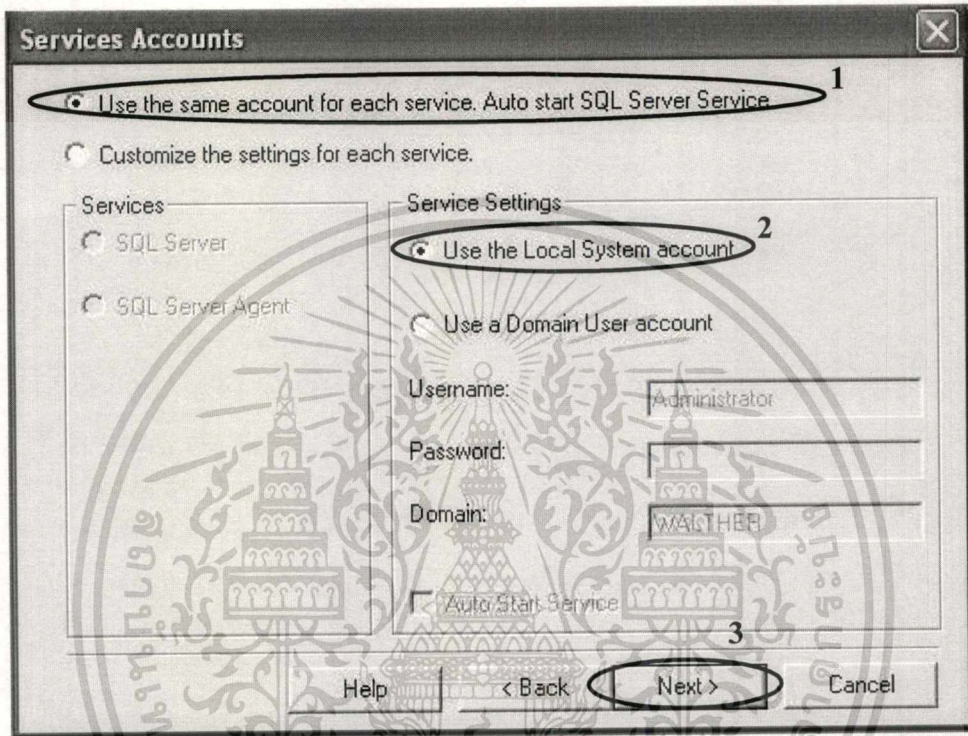 Services Accounts
1
Use the same account for each service. Auto start SQL Server Service
Customize the settings for each service.
Services
SQL Server
SQL Server Agent
Service Settings
2
Use the Local System account
Use a Domain User account
Username: Administrator
Password:
Domain: WALTHER
Auto Start Service
3
Help
< Back
Next >
Cancel